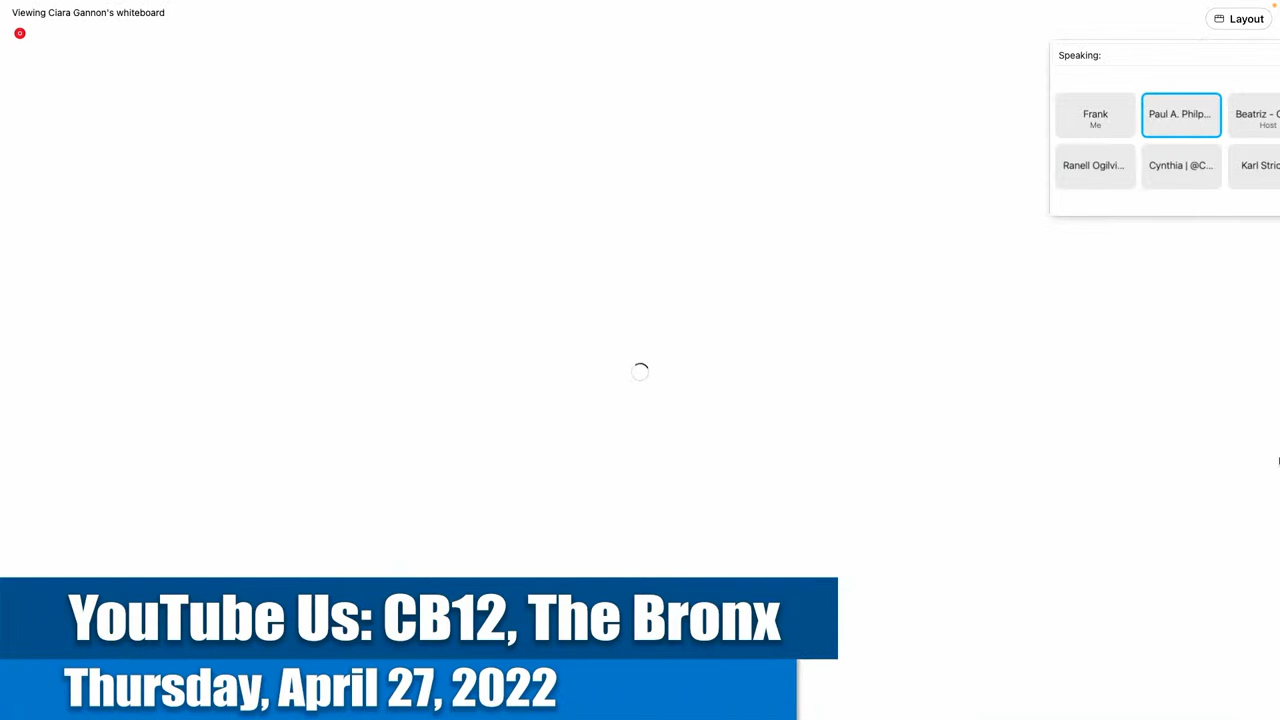 Viewing Ciara Gannon's whiteboard
Layout
Speaking:
Frank
Me
Paul A. Philp...
Beatriz -
Host
Ranell Ogilvi...
Cynthia | @C...
Karl Stric
YouTube Us: CB12, The Bronx
Thursday, April 27, 2022